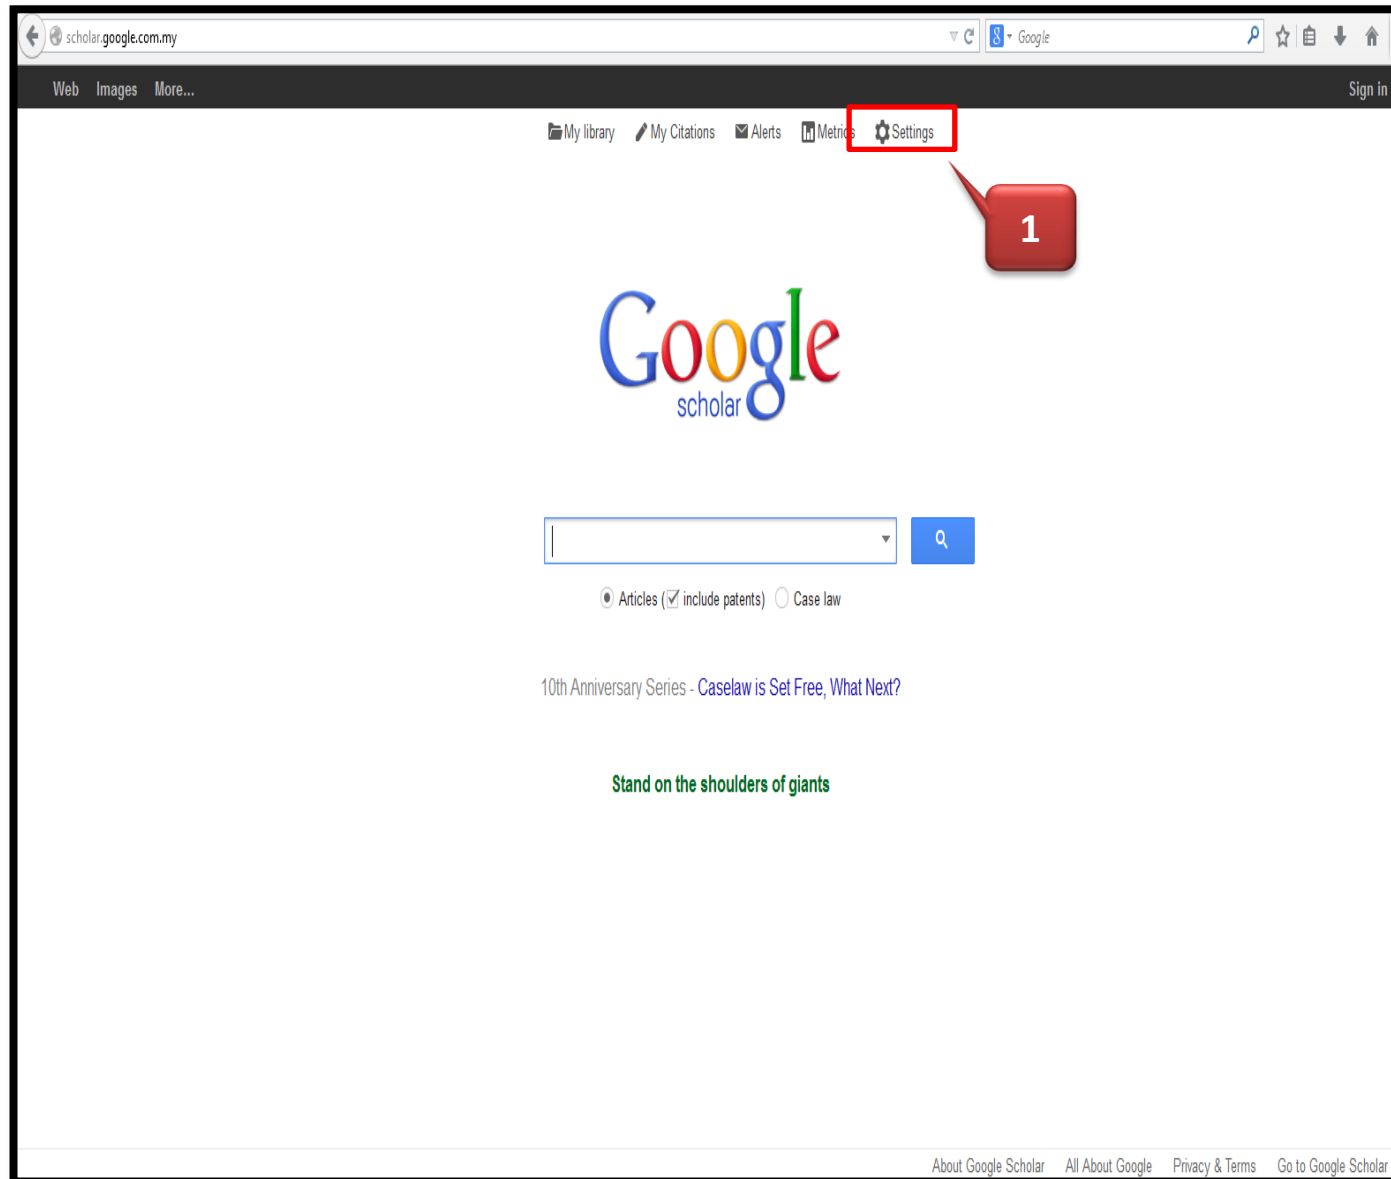 scholar.google.com.my
8 Google
Web Images More... Sign in
My library My Citations Alerts Metrics Settings
1
Google
scholar
Articles ( include patents) Case law
10th Anniversary Series - Caselaw is Set Free, What Next?
Stand on the shoulders of giants
About Google Scholar All About Google Privacy & Terms Go to Google Scholar